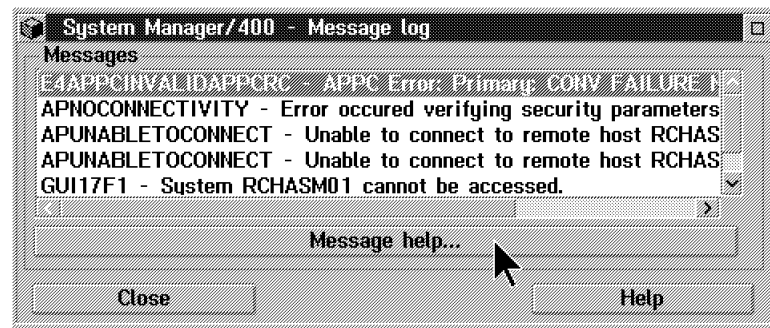 System Manager/400 - Message log
Messages
E4APPCINVALIDAPPCRC - APPC Error: Primary: CONV FAILURE
APNOCONNECTIVITY - Error occured verifying security parameters
APUNABLETOCONNECT - Unable to connect to remote host RCHAS
APUNABLETOCONNECT - Unable to connect to remote host RCHAS
GUI17F1 - System RCHASM01 cannot be accessed.
Message help...
Close Help